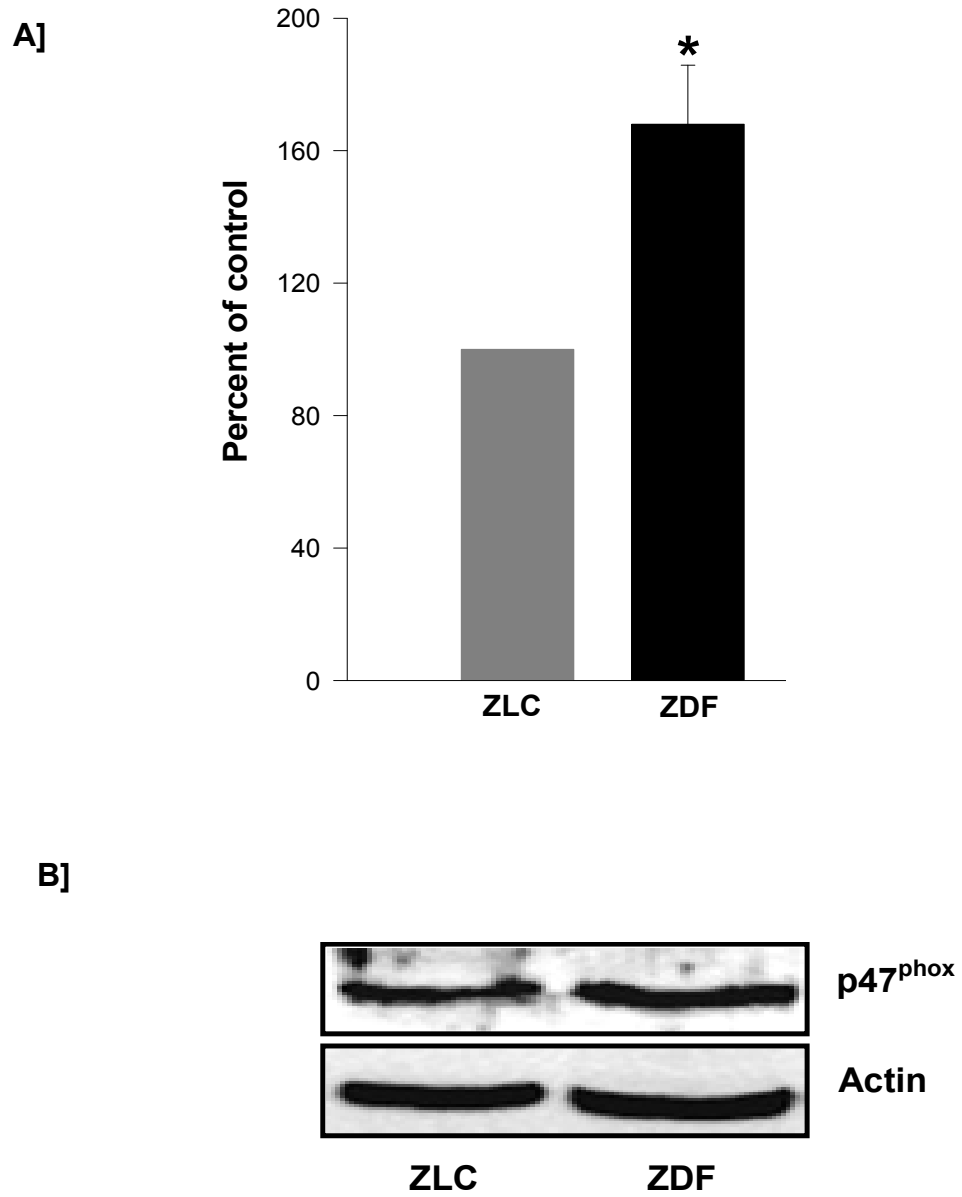 A]
200
160
120
80
40
0
Percent of control
*
ZLC ZDF
B]
p47phox
Actin
ZLC ZDF